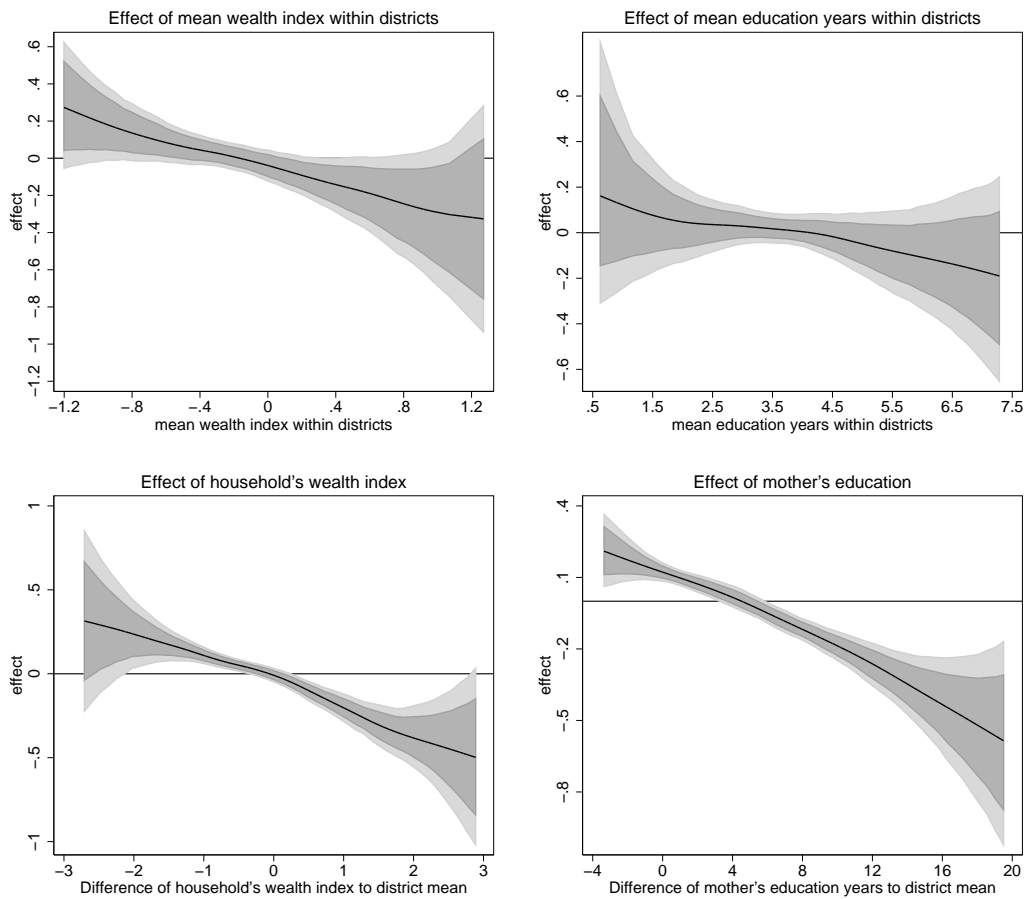 Effect of mean wealth index within districts
.6
.4
.2
0
−.2
−.4
−.6
−.8
−1
−1.2
effect
−1.2 −.8 −.4 0 .4 .8 1.2
mean wealth index within districts
Effect of mean education years within districts
.6
.4
.2
0
−.2
−.4
−.6
effect
.5 1.5 2.5 3.5 4.5 5.5 6.5 7.5
mean education years within districts
Effect of household's wealth index
1
.5
0
−.5
−1
effect
−3 −2 −1 0 1 2 3
Difference of household's wealth index to district mean
Effect of mother's education
.4
.1
−.2
−.5
−.8
effect
−4 0 4 8 12 16 20
Difference of mother's education years to district mean